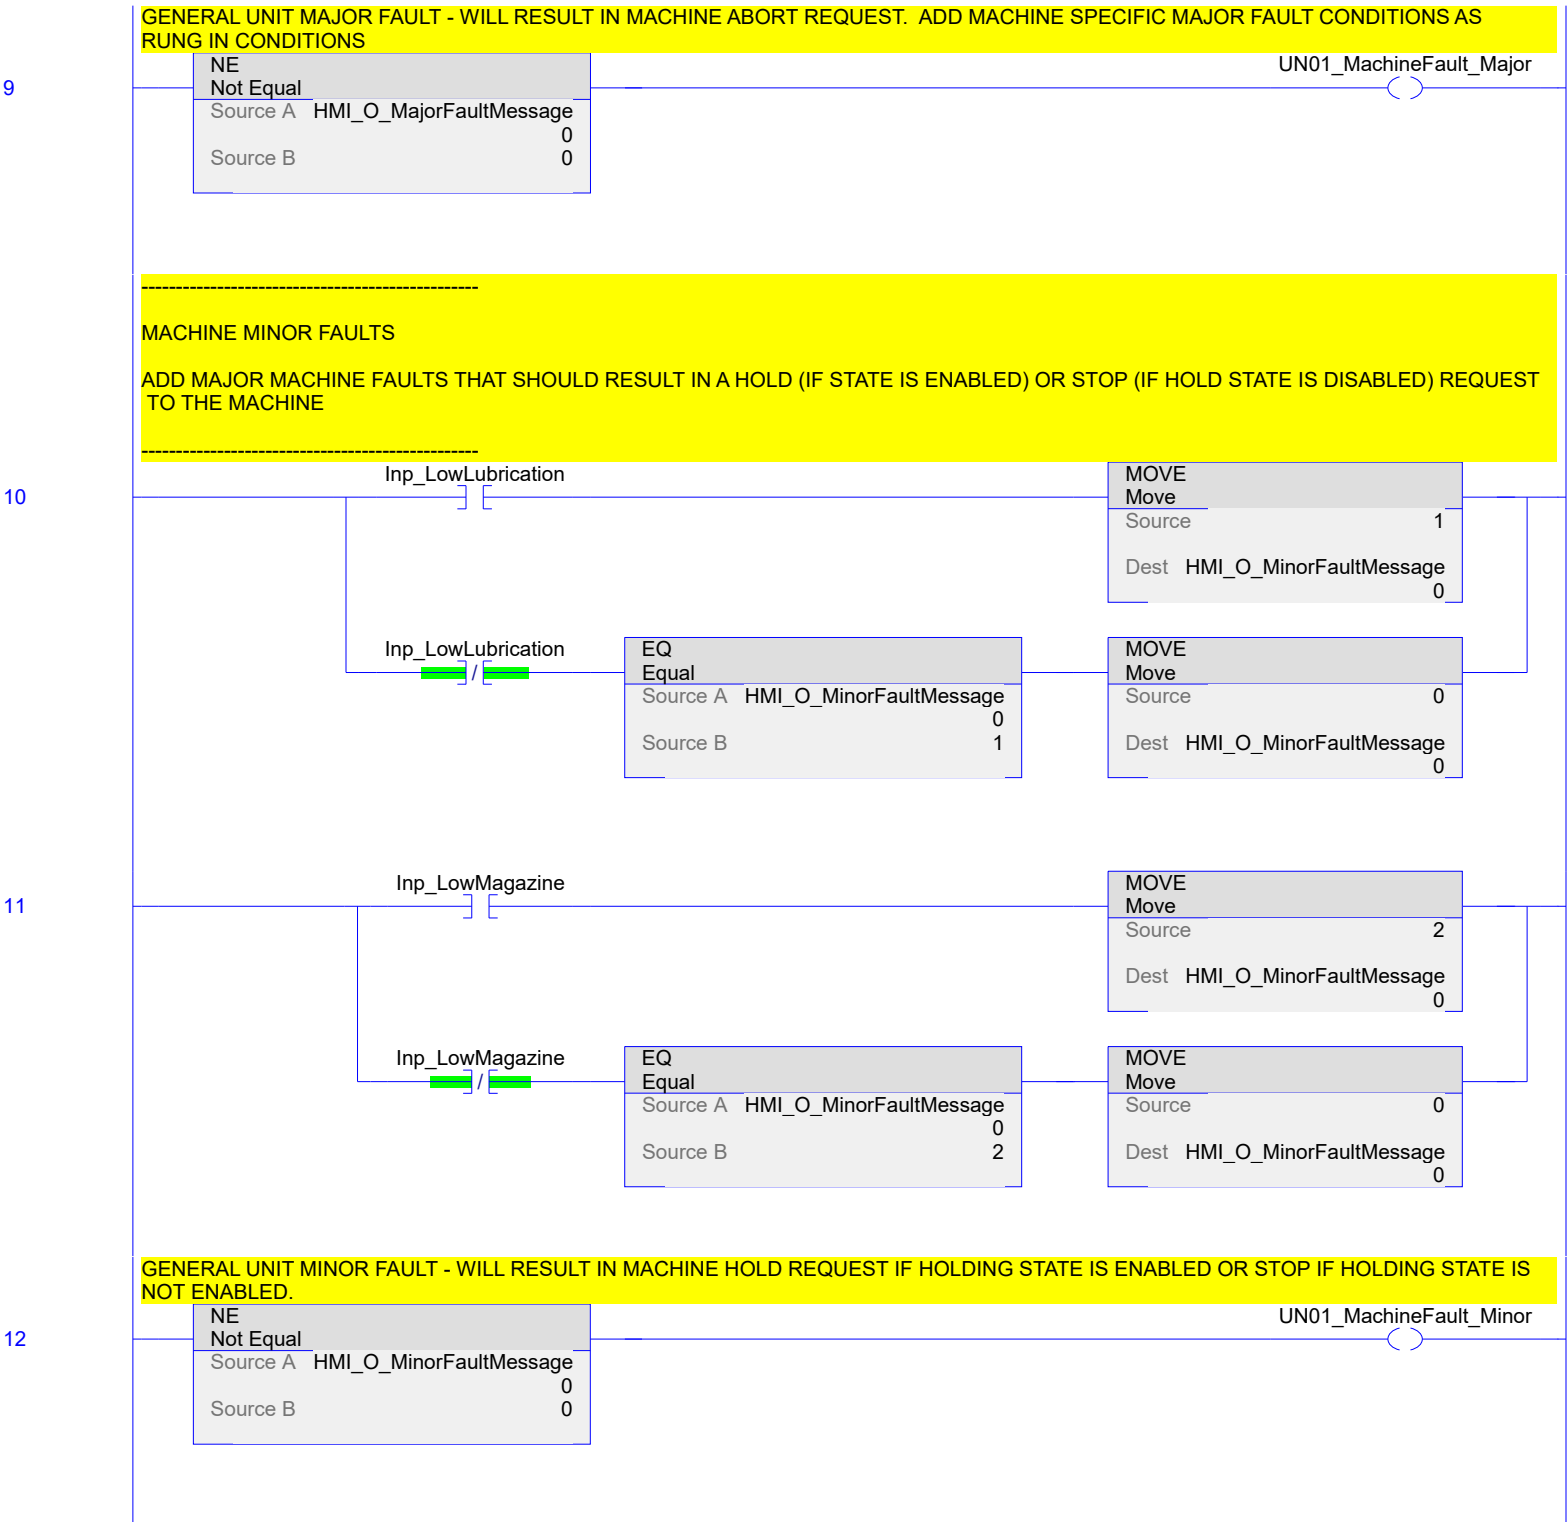 GENERAL UNIT MAJOR FAULT - WILL RESULT IN MACHINE ABORT REQUEST.  ADD MACHINE SPECIFIC MAJOR FAULT CONDITIONS AS
RUNG IN CONDITIONS
9
NE
Not Equal
Source A HMI_O_MajorFaultMessage
0
Source B 0
UN01_MachineFault_Major
-------------------------------------------------
MACHINE MINOR FAULTS
ADD MAJOR MACHINE FAULTS THAT SHOULD RESULT IN A HOLD (IF STATE IS ENABLED) OR STOP (IF HOLD STATE IS DISABLED) REQUEST
TO THE MACHINE
-------------------------------------------------
10
Inp_LowLubrication
MOVE
Move
Source 1
Dest HMI_O_MinorFaultMessage
0
Inp_LowLubrication
/
EQ
Equal
Source A HMI_O_MinorFaultMessage
0
Source B 1
MOVE
Move
Source 0
Dest HMI_O_MinorFaultMessage
0
11
Inp_LowMagazine
MOVE
Move
Source 2
Dest HMI_O_MinorFaultMessage
0
Inp_LowMagazine
/
EQ
Equal
Source A HMI_O_MinorFaultMessage
0
Source B 2
MOVE
Move
Source 0
Dest HMI_O_MinorFaultMessage
0
GENERAL UNIT MINOR FAULT - WILL RESULT IN MACHINE HOLD REQUEST IF HOLDING STATE IS ENABLED OR STOP IF HOLDING STATE IS
NOT ENABLED.
12
NE
Not Equal
Source A HMI_O_MinorFaultMessage
0
Source B 0
UN01_MachineFault_Minor